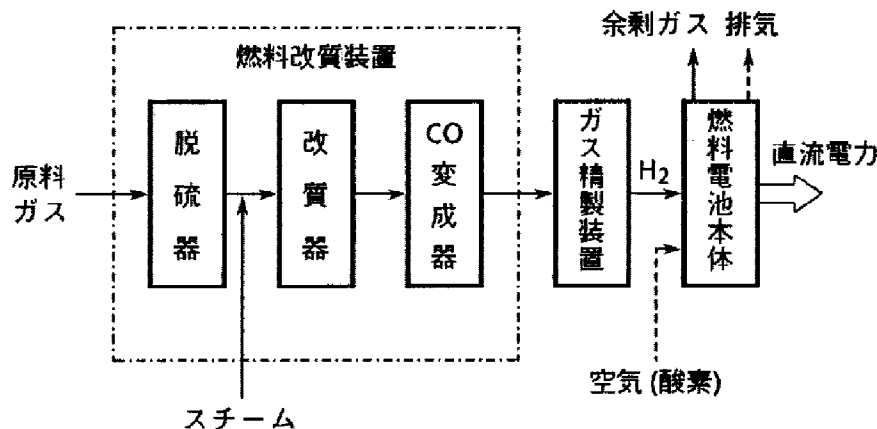 余剰ガス 排気
燃料改質装置
原料
ガス
脱硫器
改質器
CO
変成器
ガス精製装置
H2
燃料電池本体
直流電力
スチーム
空気(酸素)